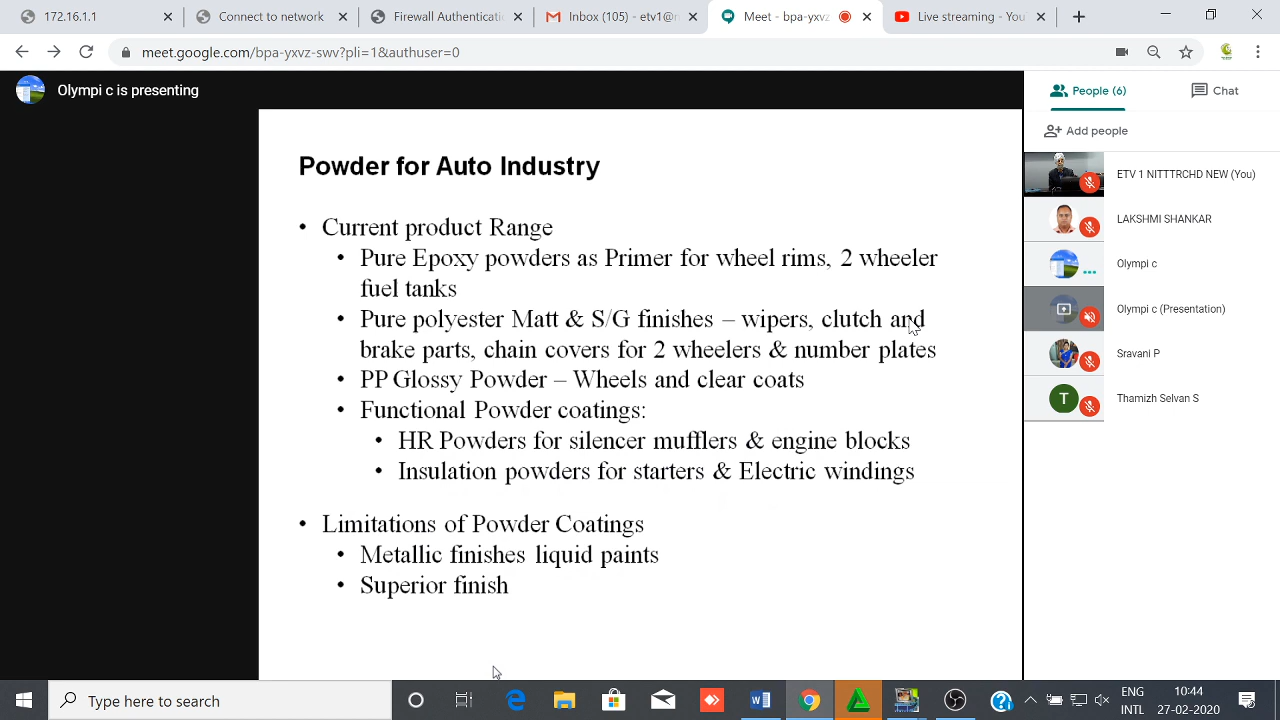 172.16.1.1
Connect to network
Firewall Authenticati
Inbox (105) - etv1@n
Meet - bpa-yxvz
Live streaming - You
meet.google.com/bpa-yxvz-swv?pli=1&authuser=0
Olympi c is presenting
People (6)
Chat
Add people
ETV 1 NITTTRCHD NEW (You)
LAKSHMI SHANKAR
Olympi c
Olympi c (Presentation)
Sravani P
T
Thamizh Selvan S
Powder for Auto Industry
• Current product Range
• Pure Epoxy powders as Primer for wheel rims, 2 wheeler
fuel tanks
• Pure polyester Matt & S/G finishes – wipers, clutch and
brake parts, chain covers for 2 wheelers & number plates
• PP Glossy Powder – Wheels and clear coats
• Functional Powder coatings:
• HR Powders for silencer mufflers & engine blocks
• Insulation powders for starters & Electric windings
• Limitations of Powder Coatings
• Metallic finishes liquid paints
• Superior finish
Type here to search
ENG
INTL
10:44
27-02-2020